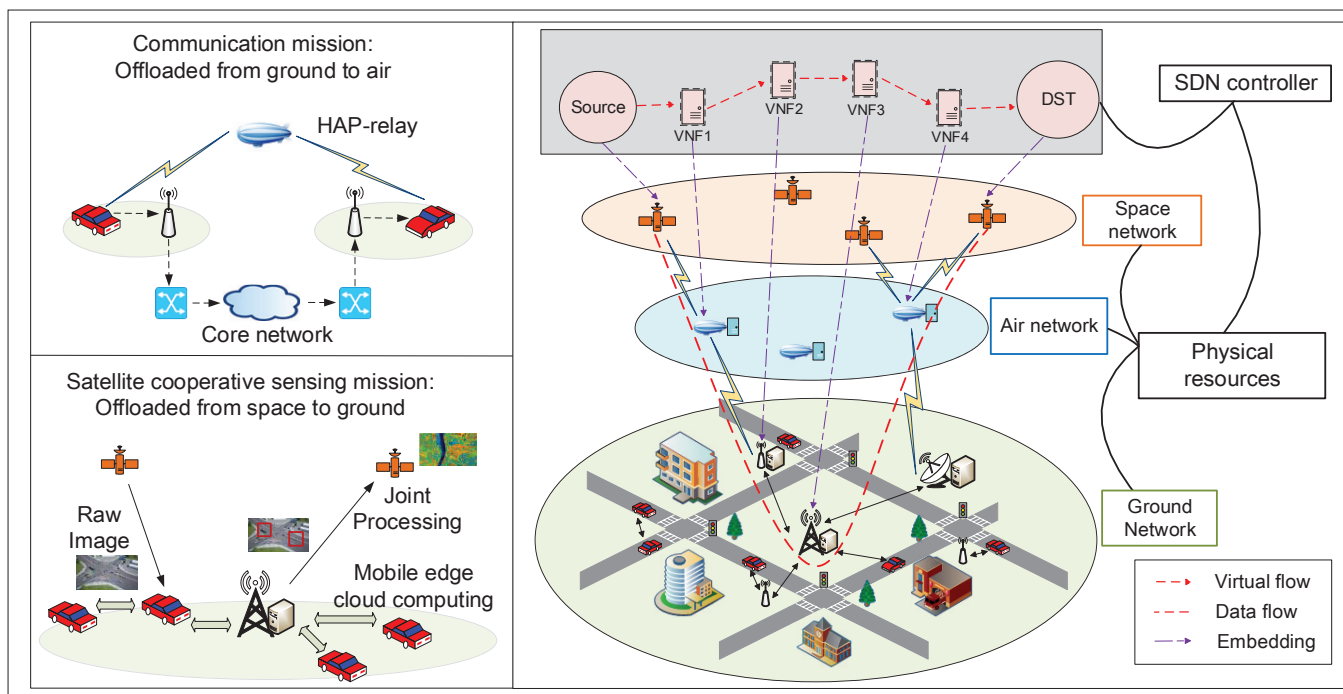 Communication mission:
Offloaded from ground to air
HAP-relay
Core network
Satellite cooperative sensing mission:
Offloaded from space to ground
Raw
Image
Joint
Processing
Mobile edge
cloud computing
Source
VNF1
VNF2
VNF3
VNF4
DST
SDN controller
Space
network
Air network
Physical
resources
Ground
Network
Virtual flow
Data flow
Embedding